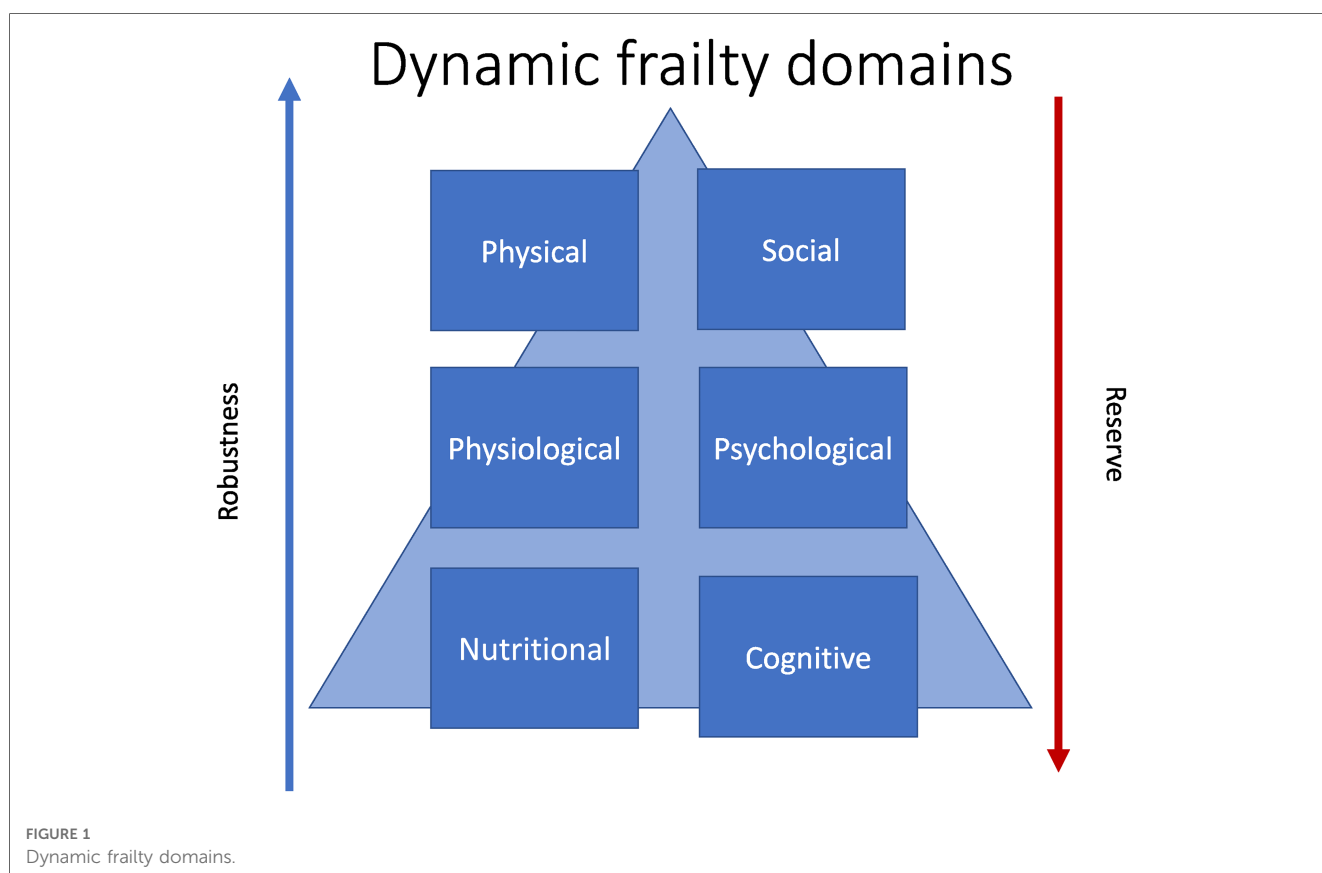 Dynamic frailty domains
Physical
Social
Robustness
Reserve
Physiological
Psychological
Nutritional
Cognitive
FIGURE 1
Dynamic frailty domains.